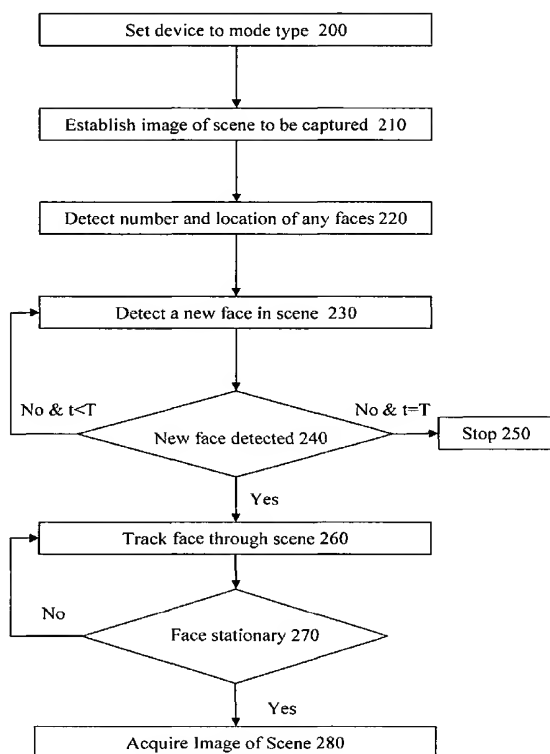 Set device to mode type 200
Establish image of scene to be captured 210
Detect number and location of any faces 220
Detect a new face in scene 230
No & t<T
No & t=T
New face detected 240
Stop 250
Yes
Track face through scene 260
No
Face stationary 270
Yes
Acquire Image of Scene 280